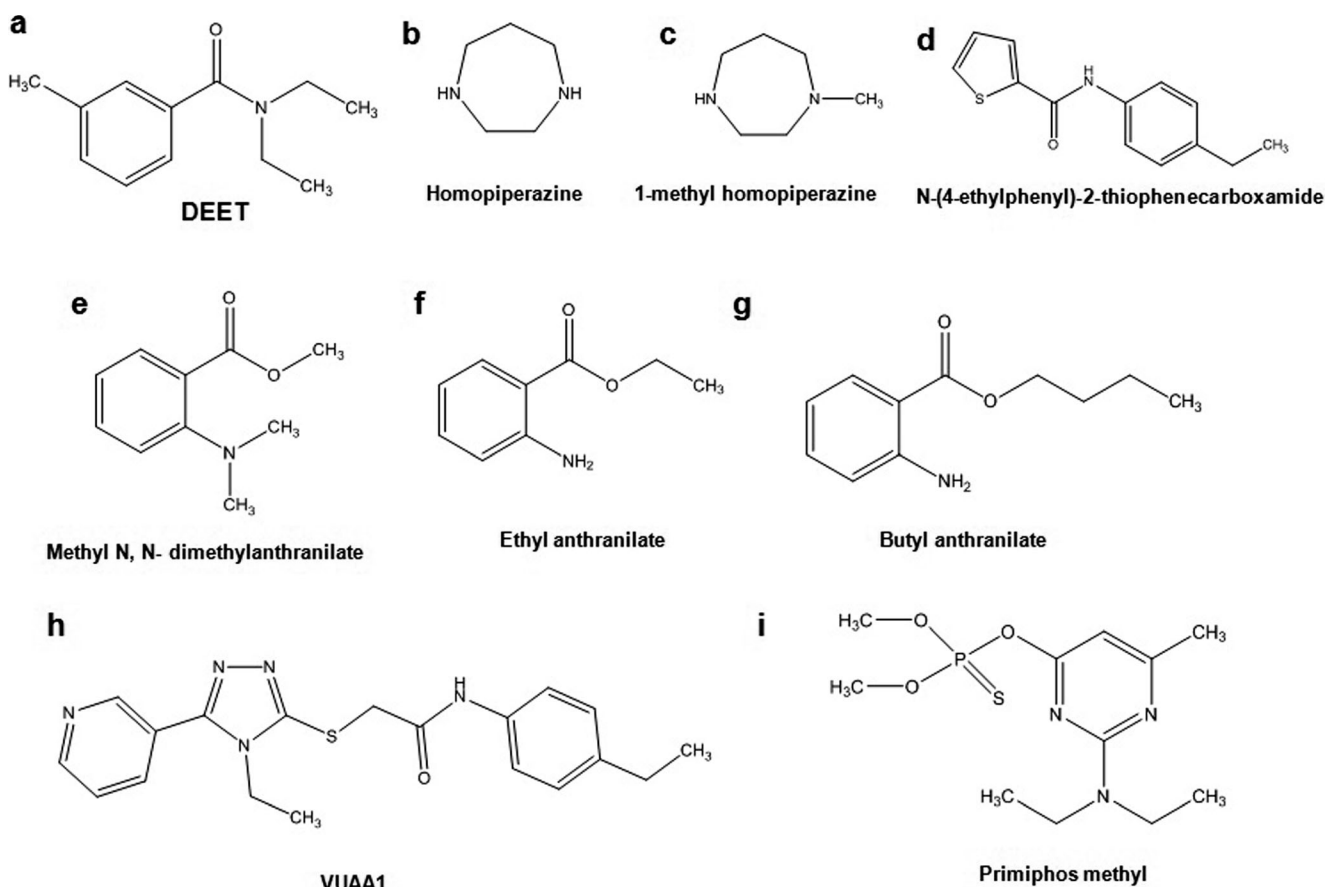 a
O
H₃C
N
CH₃
CH₃
DEET
b
HN
NH
Homopiperazine
c
HN
N
CH₃
1-methyl homopiperazine
d
S
O
H
N
CH₃
N-(4-ethylphenyl)-2-thiophenecarboxamide
e
O
O
CH₃
N
CH₃
CH₃
Methyl N, N- dimethylanthranilate
f
O
O
CH₃
NH₂
Ethyl anthranilate
g
O
O
CH₃
NH₂
Butyl anthranilate
h
N
N
N
N
S
O
H
N
CH₃
CH₃
VUAA1
i
H₃C
O
O
P
S
H₃C
O
CH₃
N
N
N
H₃C
CH₃
Primiphos methyl